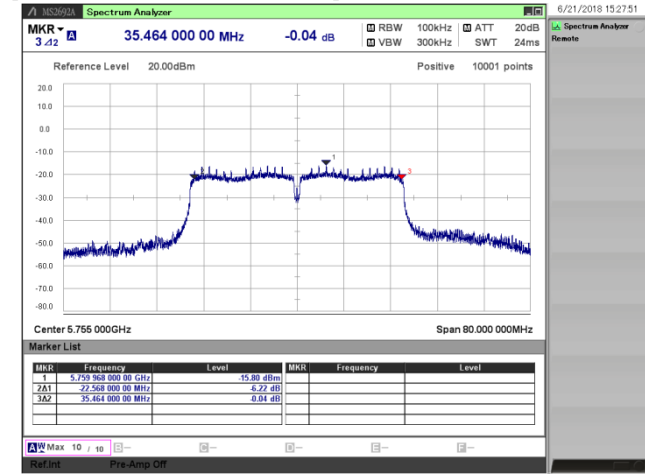 MS2692A Spectrum Analyzer
6/21/2018 15:27:51
MKR 3 Δ2 35.464 000 00 MHz -0.04 dB
RBW 100kHz ATT 20dB
VBW 300kHz SWT 24ms
Spectrum Analyzer
Remote
Reference Level 20.00dBm Positive 10001 points
20.0
10.0
0.0
-10.0
-20.0
-30.0
-40.0
-50.0
-60.0
-70.0
-80.0
1
2
3
Center 5.755 000GHz Span 80.000 000MHz
Marker List
MKR Frequency Level MKR Frequency Level
1 5.759 968 000 00 GHz -15.80 dBm
2Δ1 -22.568 000 00 MHz -6.22 dB
3Δ2 35.464 000 00 MHz -0.04 dB
A W Max 10 / 10 B-- C-- D-- E-- F--
Ref.Int Pre-Amp Off